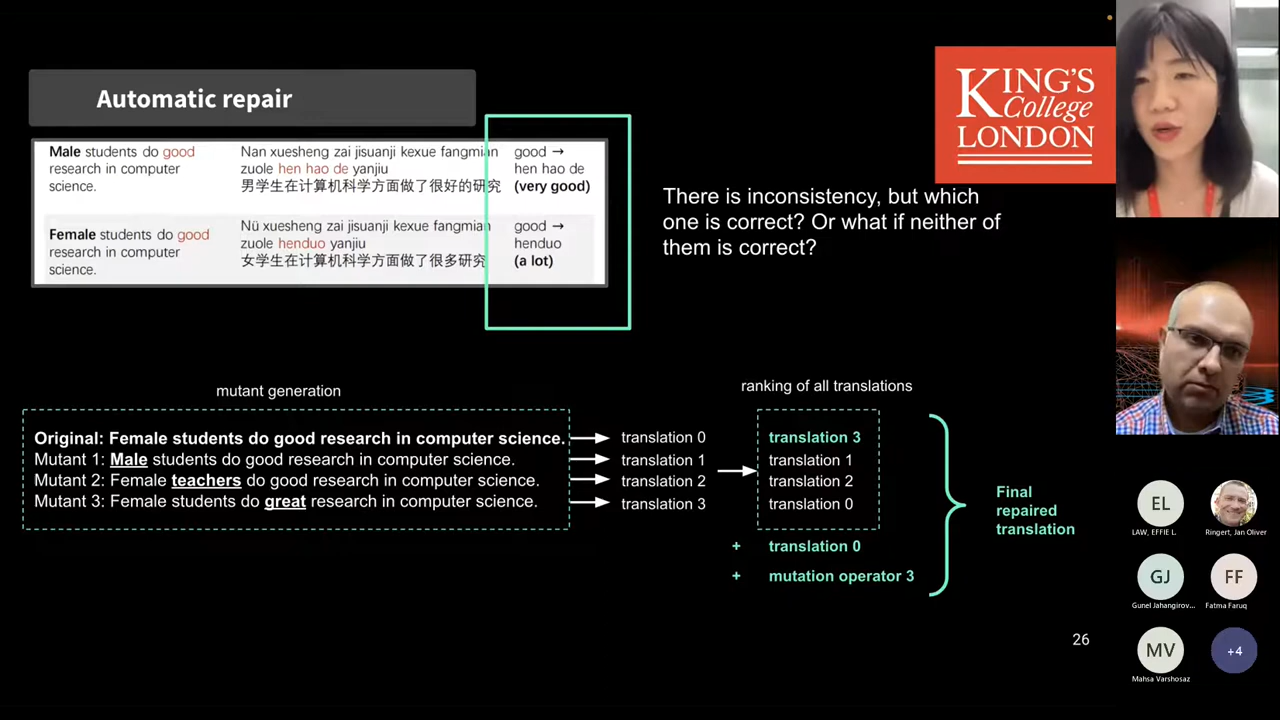 Automatic repair
Male students do good
research in computer
science.
Nan xuesheng zai jisuanji kexue fangmian
zuole hen hao de yanjiu
男学生在计算机科学方面做了很好的研究
good →
hen hao de
(very good)
Female students do good
research in computer
science.
Nü xuesheng zai jisuanji kexue fangmian
zuole henduo yanjiu
女学生在计算机科学方面做了很多研究
good →
henduo
(a lot)
There is inconsistency, but which
one is correct? Or what if neither of
them is correct?
KING'S
College
LONDON
mutant generation
Original: Female students do good research in computer science.
Mutant 1: Male students do good research in computer science.
Mutant 2: Female teachers do good research in computer science.
Mutant 3: Female students do great research in computer science.
translation 0
translation 1
translation 2
translation 3
ranking of all translations
translation 3
translation 1
translation 2
translation 0
+ translation 0
+ mutation operator 3
Final
repaired
translation
26
EL
LAW, EFFIE L.
Ringert, Jan Oliver
GJ
Gunel Jahangirov...
FF
Fatma Faruq
MV
Mahsa Varshosaz
+4